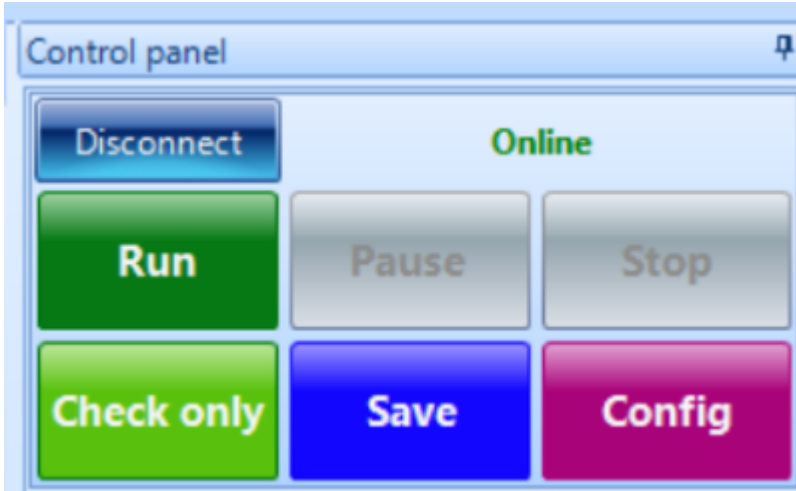 Control panel
Disconnect
Online
Run
Pause
Stop
Check only
Save
Config